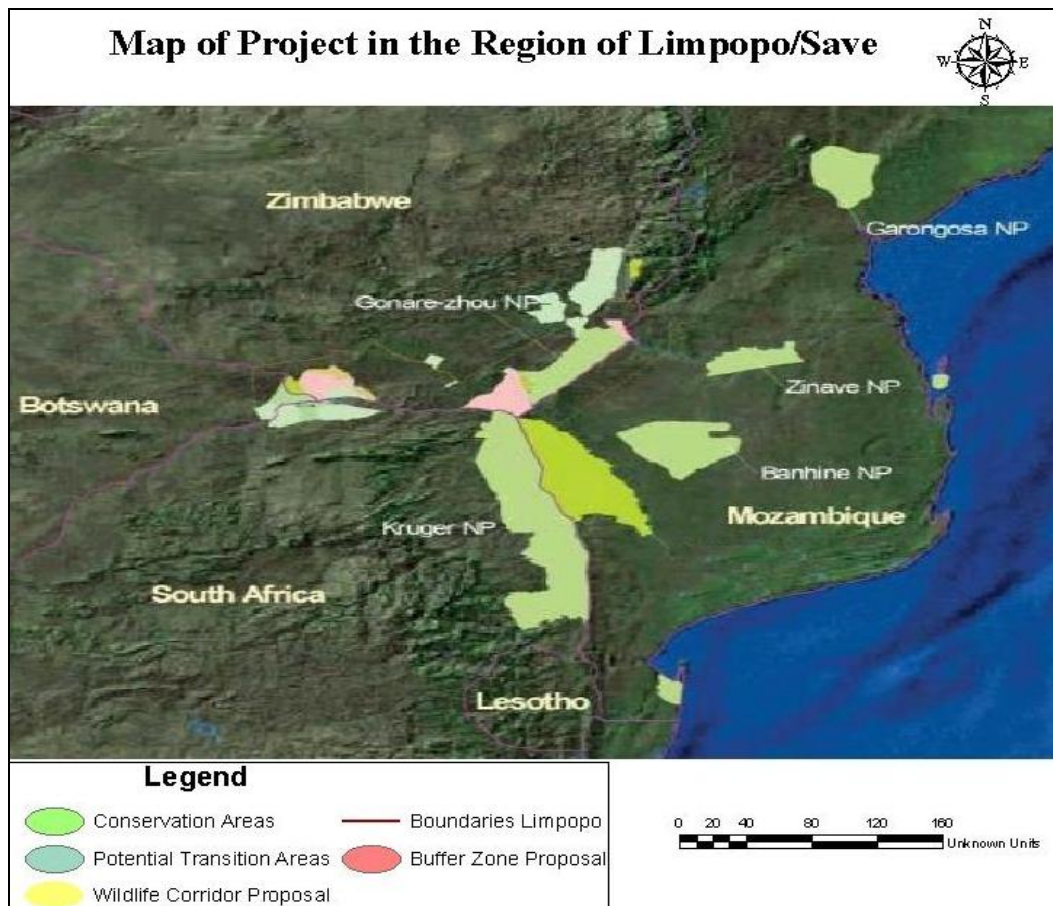 Map of Project in the Region of Limpopo/Save
N
W
E
S
Zimbabwe
Garongosa NP
Gonare-zhou NP
Zinave NP
Botswana
Banhine NP
Mozambique
Kruger NP
South Africa
Lesotho
Legend
Conservation Areas
Boundaries Limpopo
Potential Transition Areas
Buffer Zone Proposal
Wildlife Corridor Proposal
0 20 40 80 120 160
Unknown Units